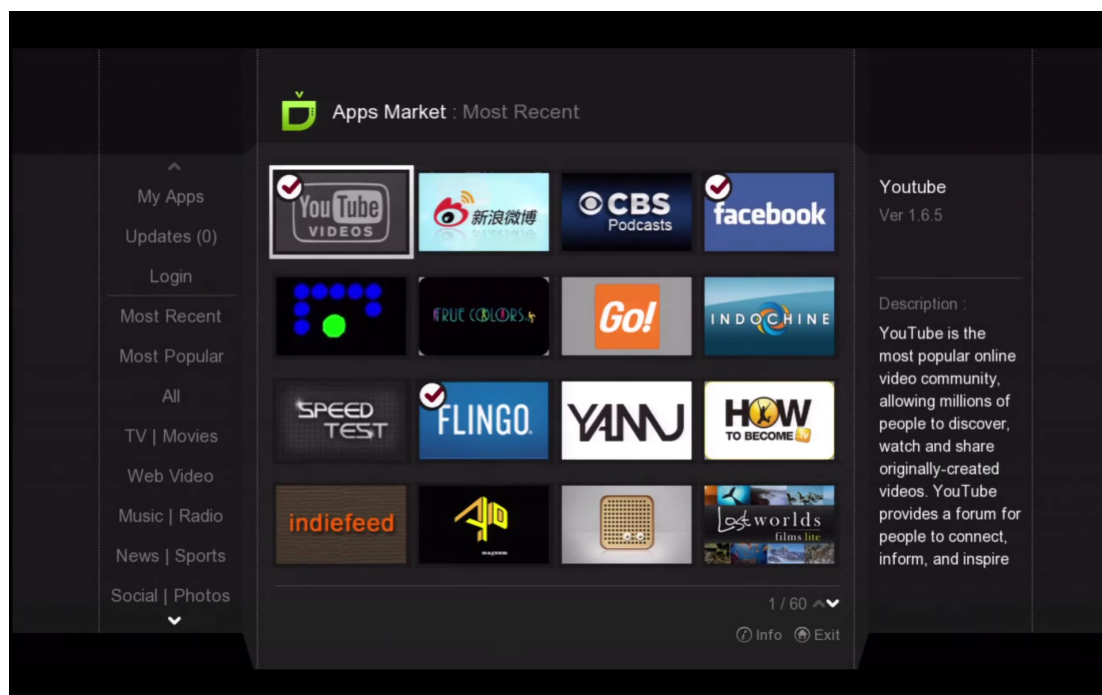 Apps Market : Most Recent
My Apps
Updates (0)
Login
Most Recent
Most Popular
All
TV | Movies
Web Video
Music | Radio
News | Sports
Social | Photos
YouTube
VIDEOS
新浪微博
CBS
Podcasts
facebook
TRUE COLORS
Go!
INDOCHINE
SPEED
TEST
FLINGO
YAMJ
HOW
TO BECOME TV
indiefeed
Lost worlds
films lite
1 / 60
Info Exit
Youtube
Ver 1.6.5
Description :
YouTube is the
most popular online
video community,
allowing millions of
people to discover,
watch and share
originally-created
videos. YouTube
provides a forum for
people to connect,
inform, and inspire